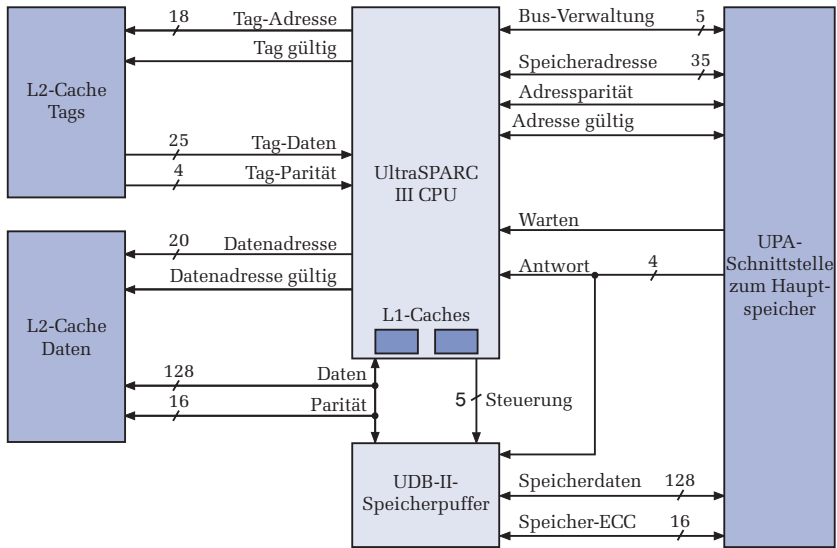 18
Tag-Adresse
Tag gültig
L2-Cache
Tags
25
Tag-Daten
4
Tag-Parität
20
Datenadresse
Datenadresse gültig
L2-Cache
Daten
128
Daten
16
Parität
UltraSPARC
III CPU
L1-Caches
5
Steuerung
UDB-II-
Speicherpuffer
Bus-Verwaltung
5
Speicheradresse
35
Adressparität
Adresse gültig
Warten
Antwort
4
Speicherdaten
128
Speicher-ECC
16
UPA-
Schnittstelle
zum Haupt-
speicher